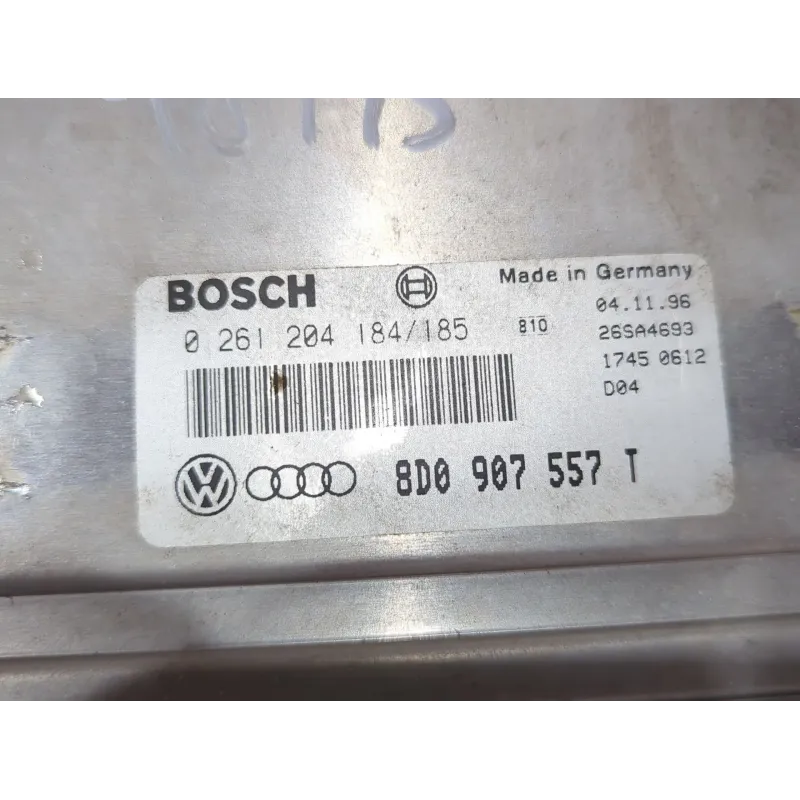 BOSCH
Made in Germany
0 261 204 184/185
810
04.11.96
26SA4693
1745 0612
D04
VW
8D0 907 557 T